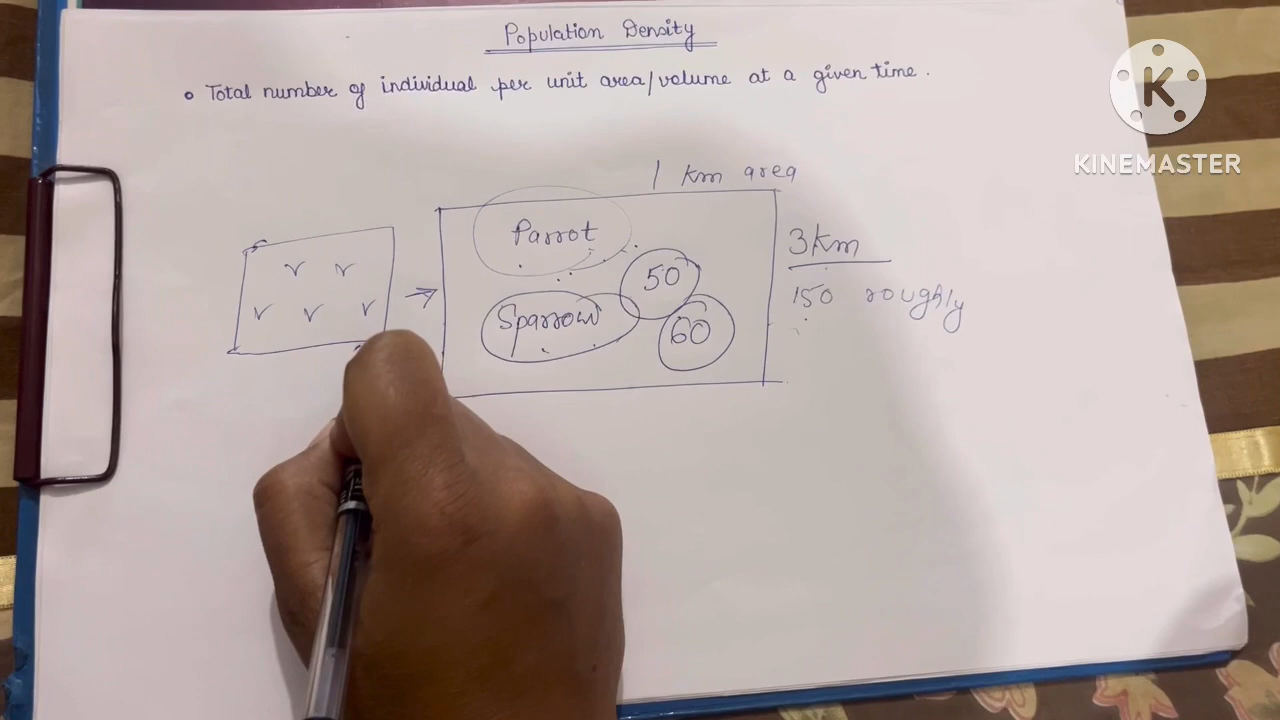 Population Density
Total number of individual per unit area/volume at a given time.
K
KINEMASTER
1 km area
Parrot
3km
50
150 roughly
Sparrow
60